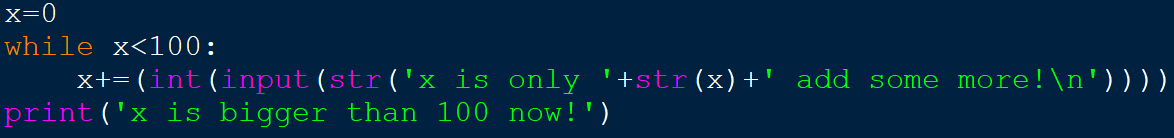 x=0
while x<100:
    x+=(int(input(str('x is only '+str(x)+' add some more!\n'))))
print('x is bigger than 100 now!')